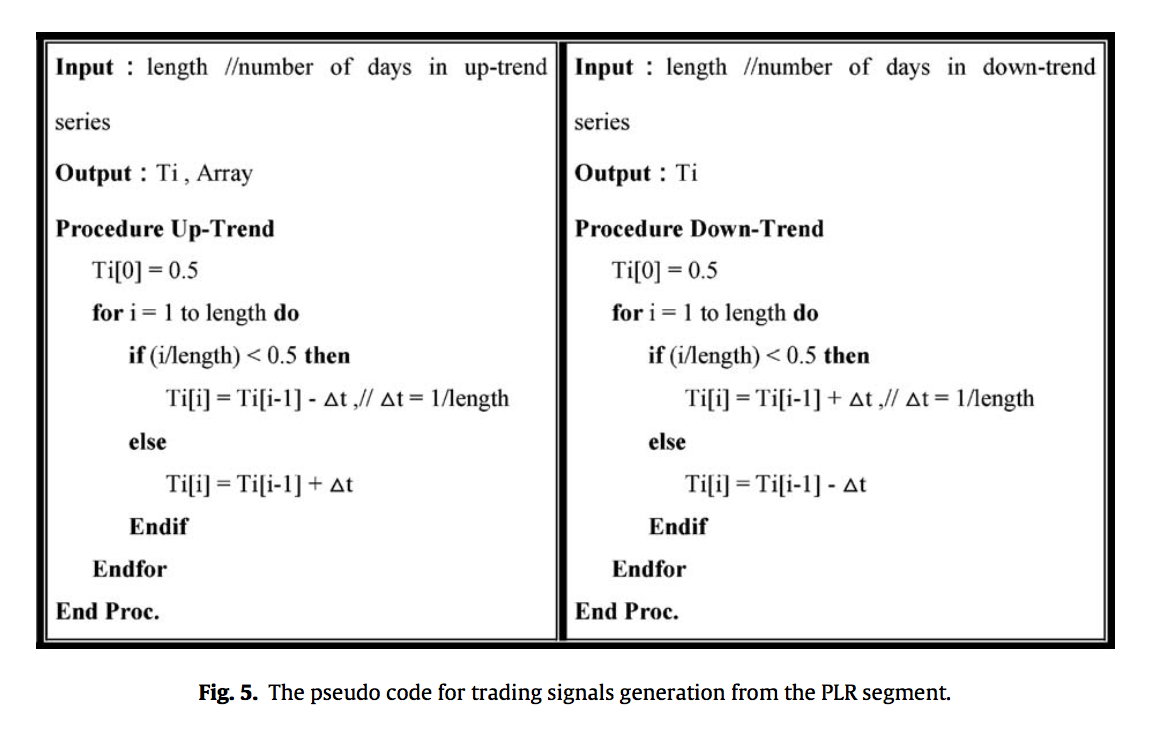 Input : length //number of days in up-trend
series
Output : Ti , Array
Procedure Up-Trend
Ti[0] = 0.5
for i = 1 to length do
if (i/length) < 0.5 then
Ti[i] = Ti[i-1] - Δt ,// Δt = 1/length
else
Ti[i] = Ti[i-1] + Δt
Endif
Endfor
End Proc.
Input : length //number of days in down-trend
series
Output : Ti
Procedure Down-Trend
Ti[0] = 0.5
for i = 1 to length do
if (i/length) < 0.5 then
Ti[i] = Ti[i-1] + Δt ,// Δt = 1/length
else
Ti[i] = Ti[i-1] - Δt
Endif
Endfor
End Proc.
Fig. 5. The pseudo code for trading signals generation from the PLR segment.